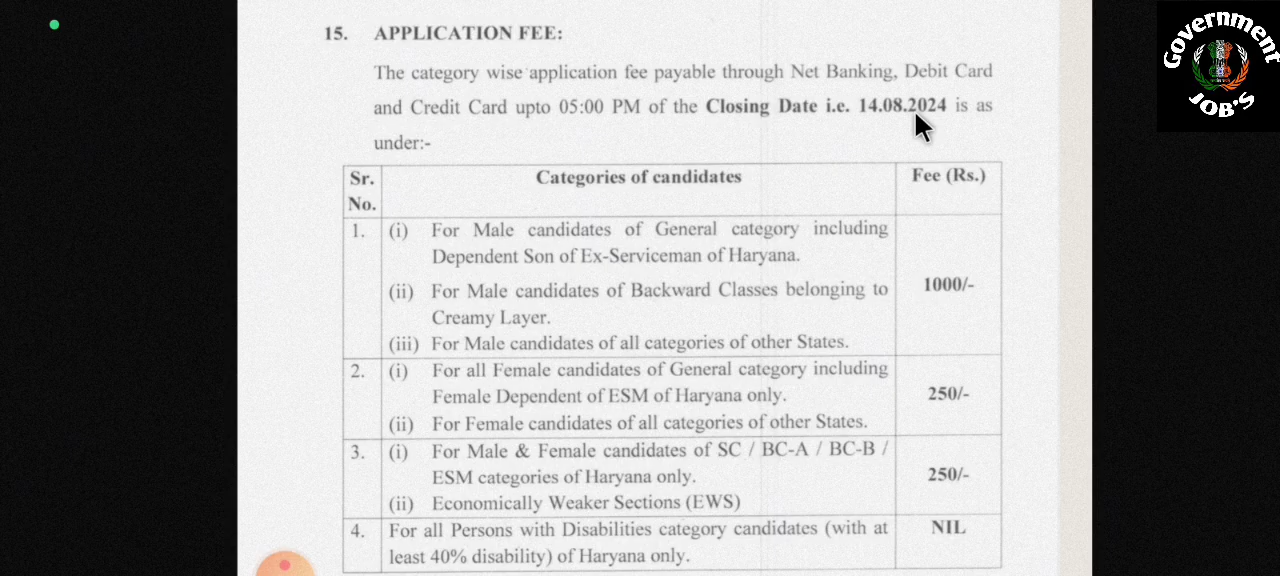 15. APPLICATION FEE:
The category wise application fee payable through Net Banking, Debit Card
and Credit Card upto 05:00 PM of the Closing Date i.e. 14.08.2024 is as
under:-
Sr. No. Categories of candidates Fee (Rs.)
1. (i) For Male candidates of General category including
Dependent Son of Ex-Serviceman of Haryana.
(ii) For Male candidates of Backward Classes belonging to
Creamy Layer.
(iii) For Male candidates of all categories of other States.
1000/-
2. (i) For all Female candidates of General category including
Female Dependent of ESM of Haryana only.
(ii) For Female candidates of all categories of other States.
250/-
3. (i) For Male & Female candidates of SC / BC-A / BC-B /
ESM categories of Haryana only.
(ii) Economically Weaker Sections (EWS)
250/-
4. For all Persons with Disabilities category candidates (with at
least 40% disability) of Haryana only.
NIL
Government
JOB'S